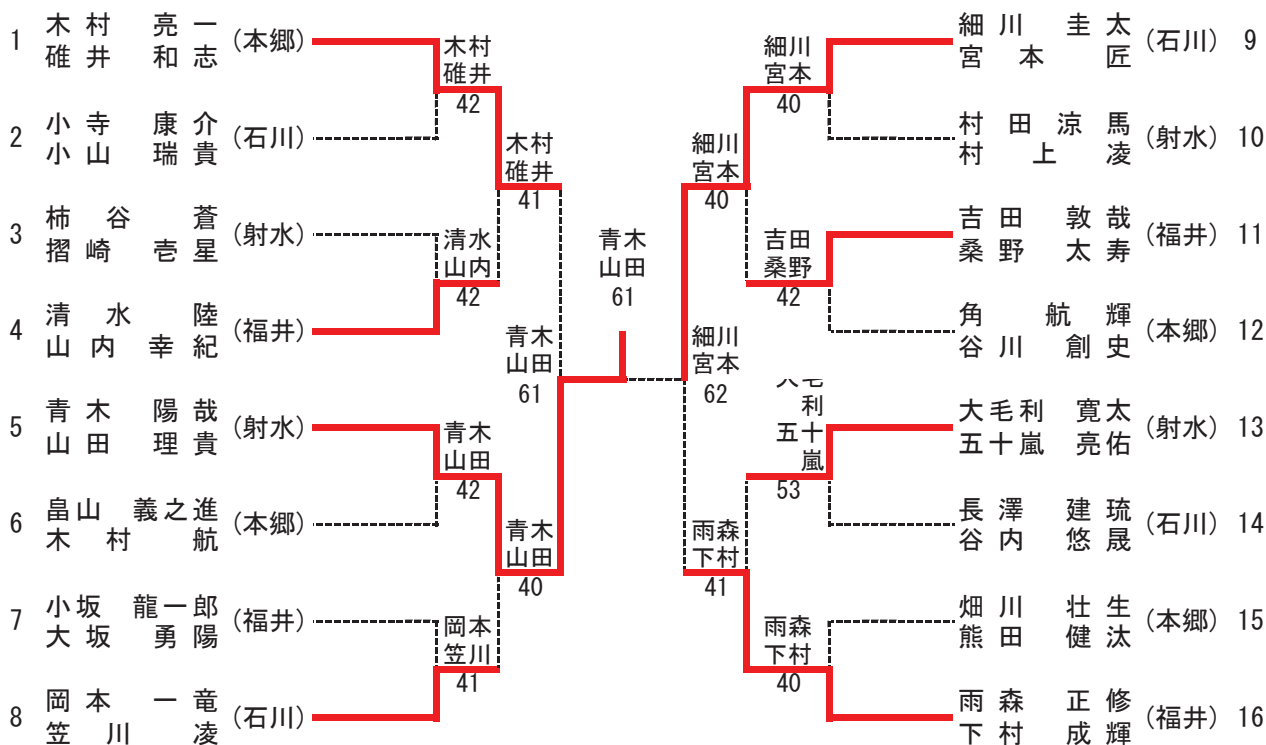 1 木村 亮一 (本郷)
碓井 和志
2 小寺 康介 (石川)
小山 瑞貴
3 柿谷 蒼 (射水)
摺崎 壱星
4 清水 陸 (福井)
山内 幸紀
5 青木 陽哉 (射水)
山田 理貴
6 畠山 義之進 (本郷)
木村 航
7 小坂 龍一郎 (福井)
大坂 勇陽
8 岡本 一竜 (石川)
笠川 凌
木村
碓井
42
清水
山内
42
青木
山田
42
岡本
笠川
41
木村
碓井
41
青木
山田
40
青木
山田
61
青木
山田
61
細川
宮本
62
細川
宮本
40
雨森
下村
41
細川
宮本
40
吉田
桑野
42
大毛
利
五十
嵐
53
雨森
下村
40
細川 圭太 (石川) 9
宮本 匠
村田 涼馬 (射水) 10
村上 凌
吉田 敦哉 (福井) 11
桑野 太寿
角 航輝 (本郷) 12
谷川 創史
大毛利 寛太 (射水) 13
五十嵐 亮佑
長澤 建琉 (石川) 14
谷内 悠晟
畑川 壮生 (本郷) 15
熊田 健汰
雨森 正修 (福井) 16
下村 成輝